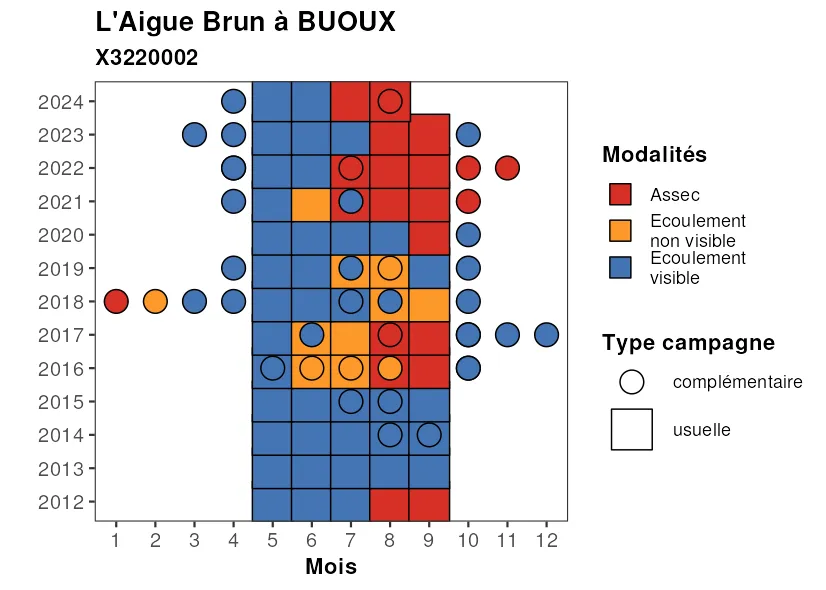 L'Aigue Brun à BUOUX
X3220002
2024
2023
2022
2021
2020
2019
2018
2017
2016
2015
2014
2013
2012
1 2 3 4 5 6 7 8 9 10 11 12
Mois
Modalités
Assec
Ecoulement
non visible
Ecoulement
visible
Type campagne
complémentaire
usuelle